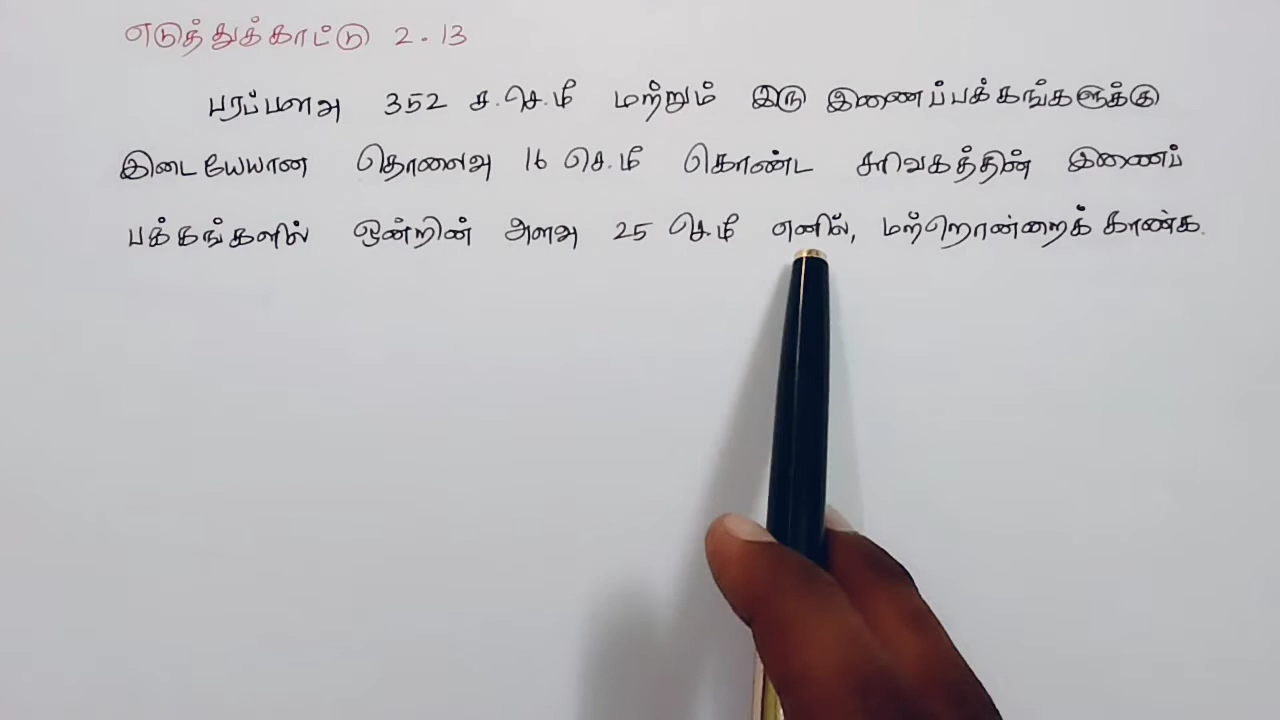 எடுத்துக்காட்டு 2.13
பரப்பளவு 352 ச.செ.மீ மற்றும் இரு இணைப்பக்கங்களுக்கு
இடையேயான தொலைவு 16 செ.மீ கொண்ட சரிவகத்தின் இணைப்
பக்கங்களில் ஒன்றின் அளவு 25 செ.மீ எனில், மற்றொன்றைக் காண்க.